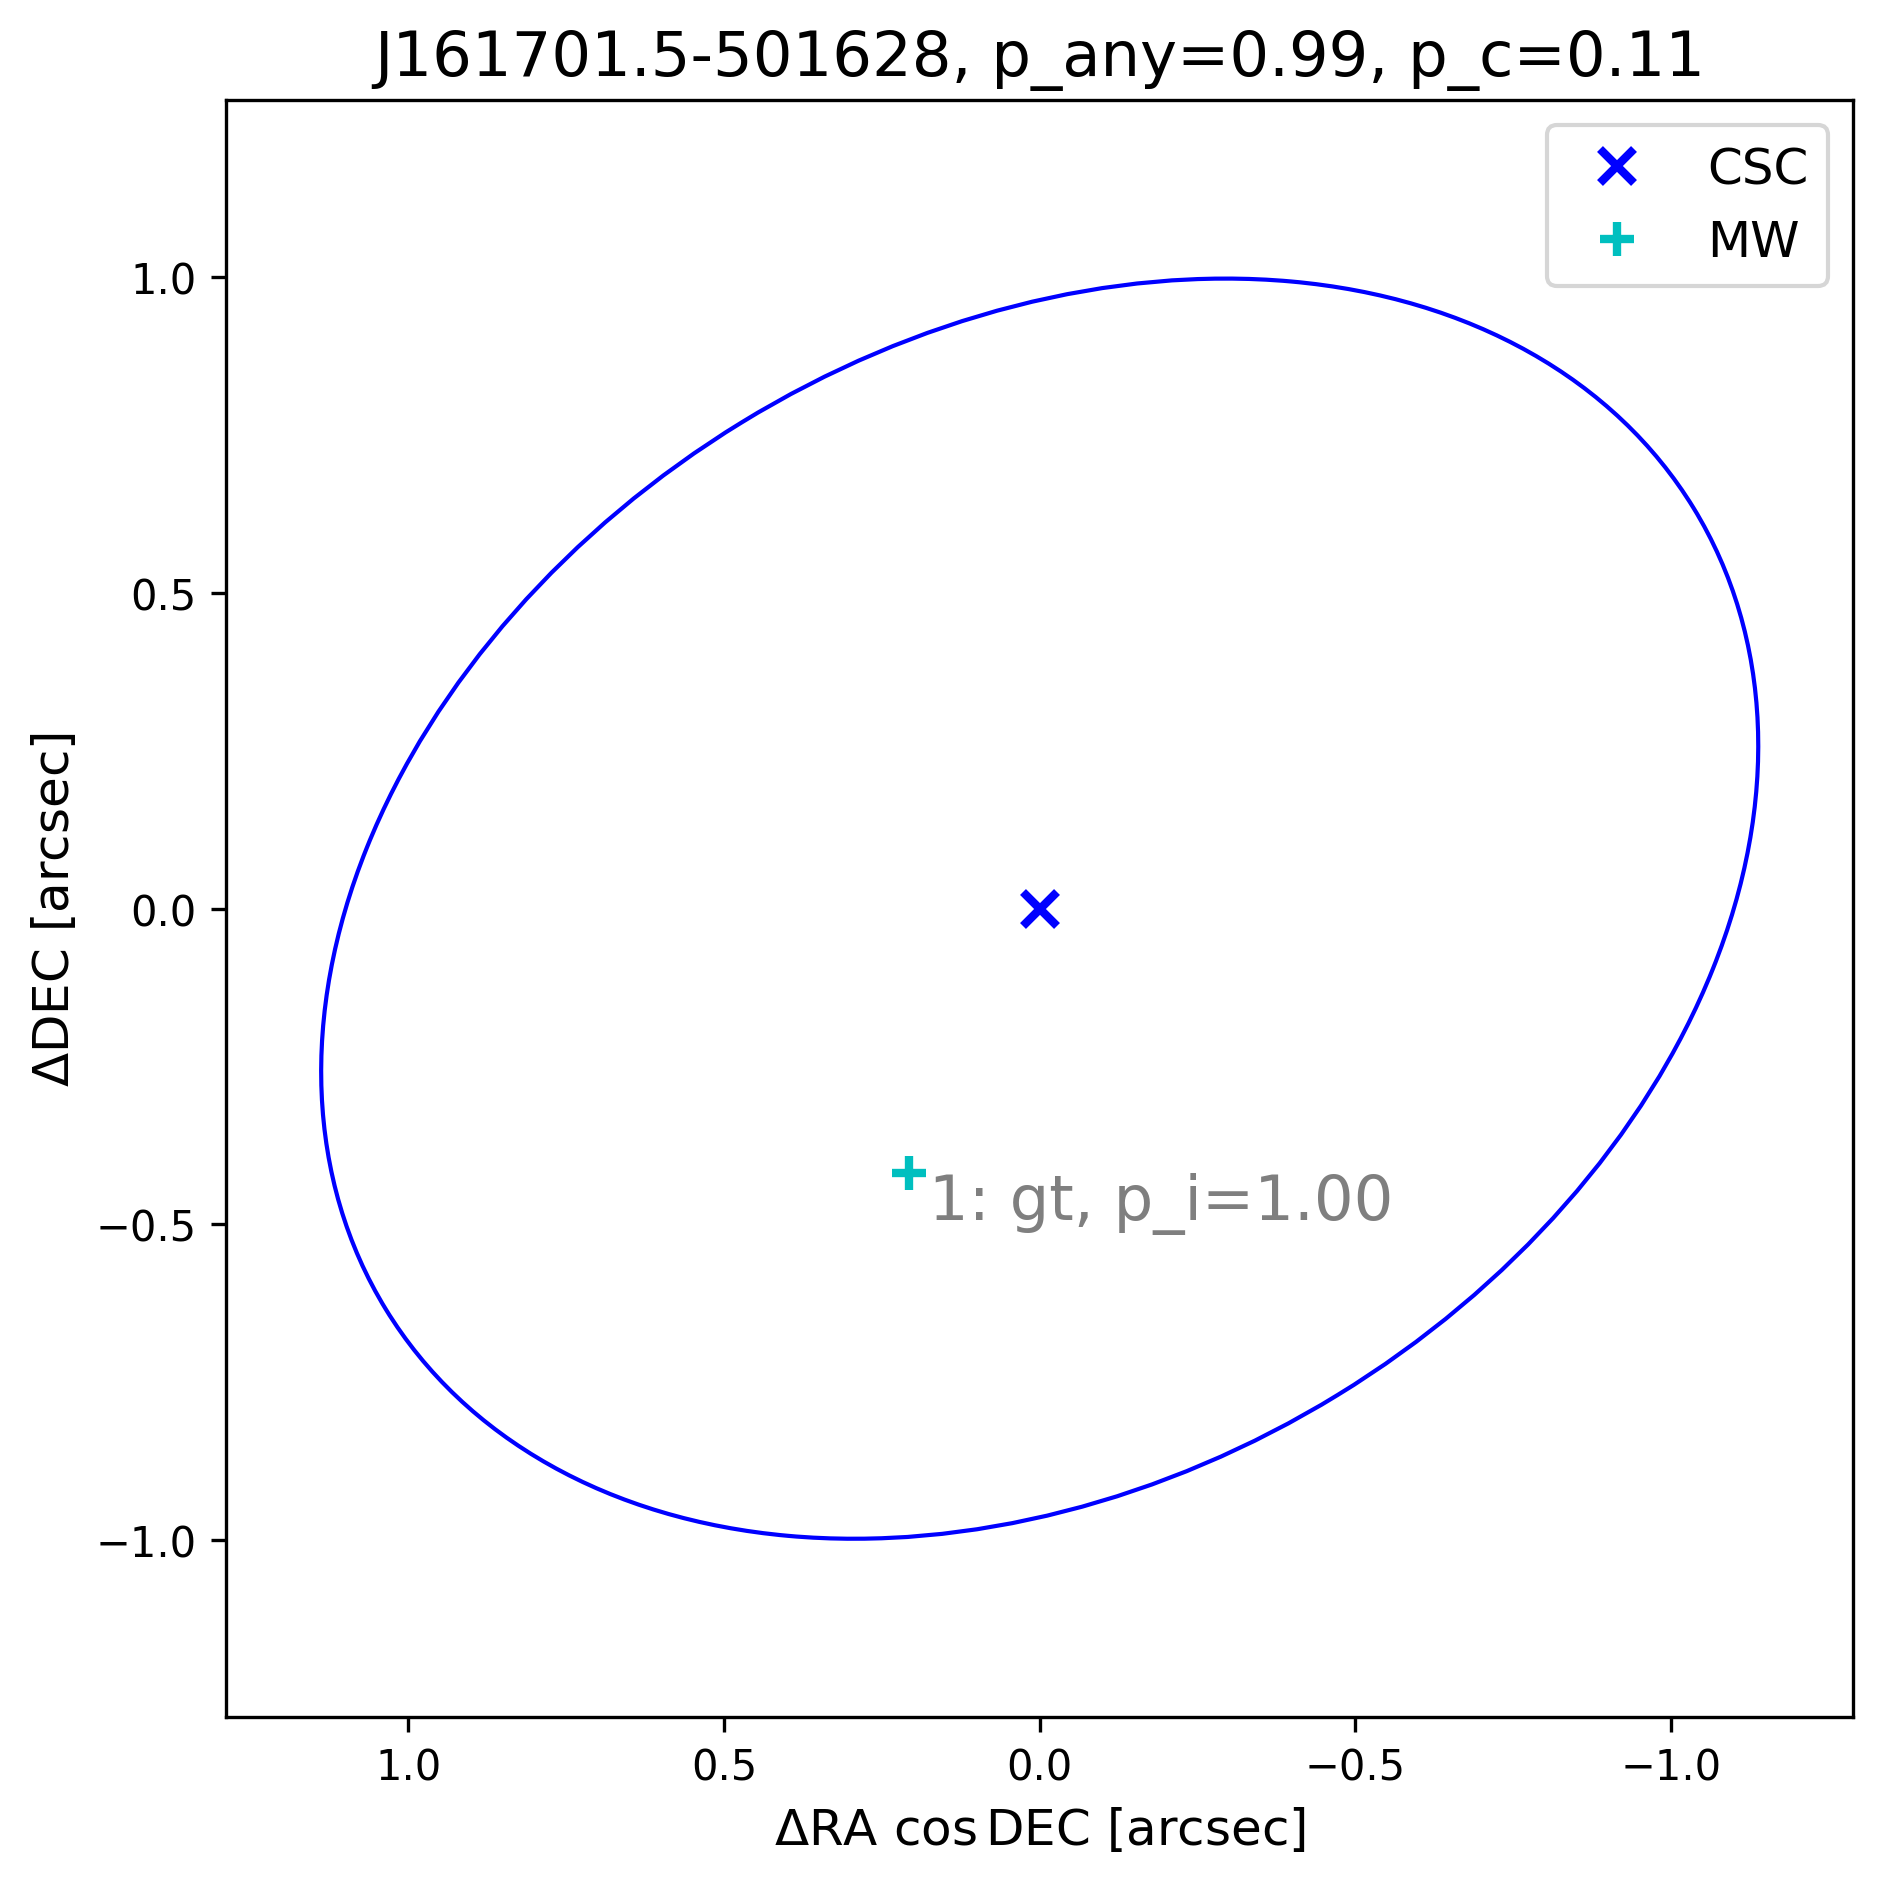 J161701.5-501628, p_any=0.99, p_c=0.11
CSC
MW
1.0
0.5
0.0
−0.5
−1.0
ΔDEC [arcsec]
1: gt, p_i=1.00
1.0 0.5 0.0 −0.5 −1.0
ΔRA cos DEC [arcsec]